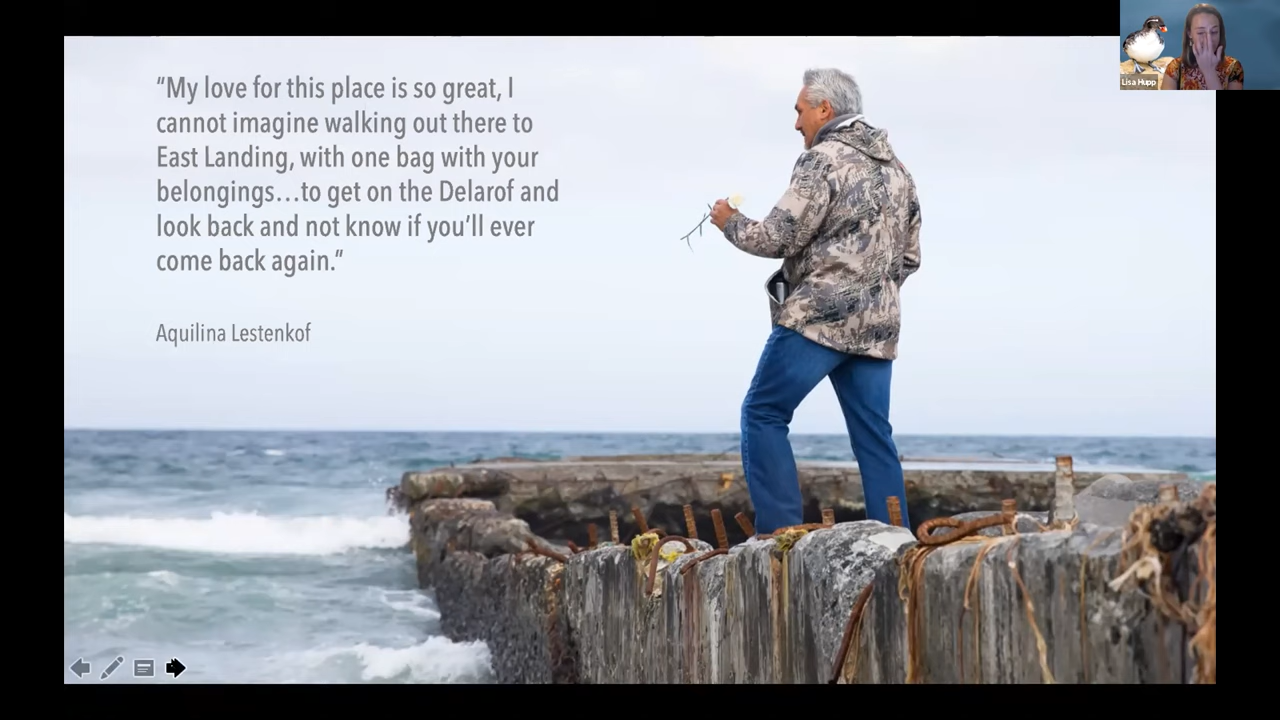 “My love for this place is so great, I
cannot imagine walking out there to
East Landing, with one bag with your
belongings…to get on the Delarof and
look back and not know if you’ll ever
come back again.”
Aquilina Lestenkof
Lisa Hupp